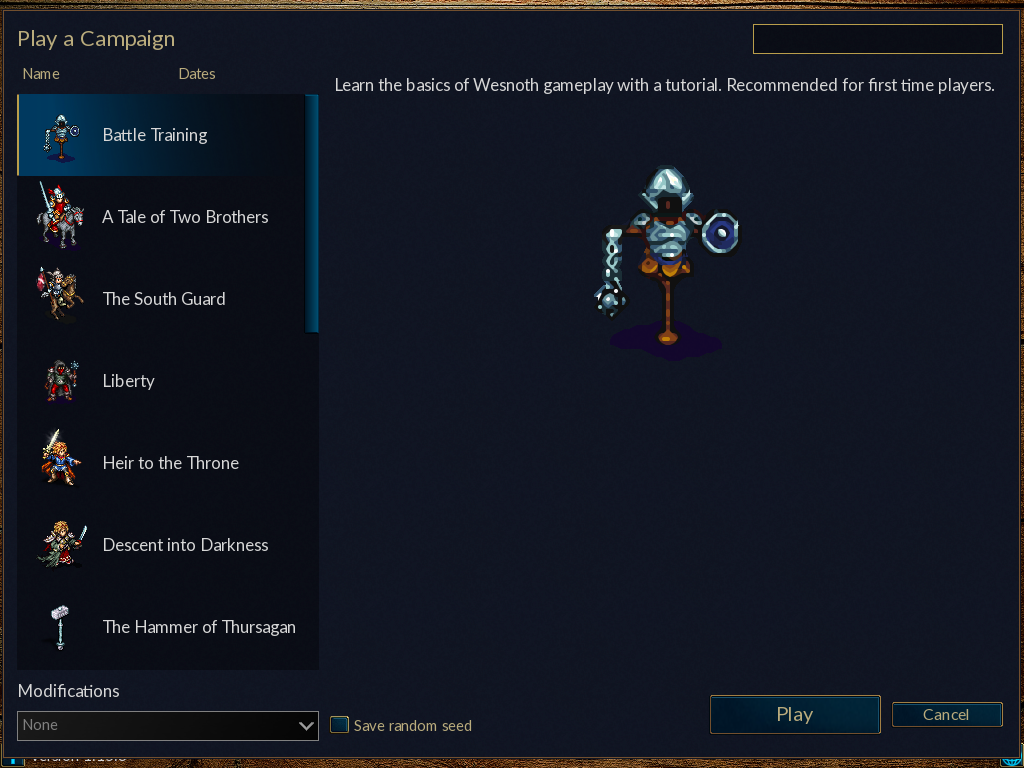 Play a Campaign
Name Dates
Learn the basics of Wesnoth gameplay with a tutorial. Recommended for first time players.
Battle Training
A Tale of Two Brothers
The South Guard
Liberty
Heir to the Throne
Descent into Darkness
The Hammer of Thursagan
Modifications
None
Save random seed
Play
Cancel